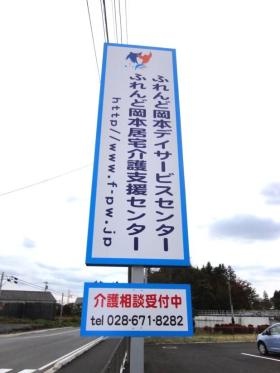 ふれんど岡本デイサービスセンター
ふれんど岡本居宅介護支援センター
http//www.f-pw.jp
介護相談受付中
tel 028-671-8282